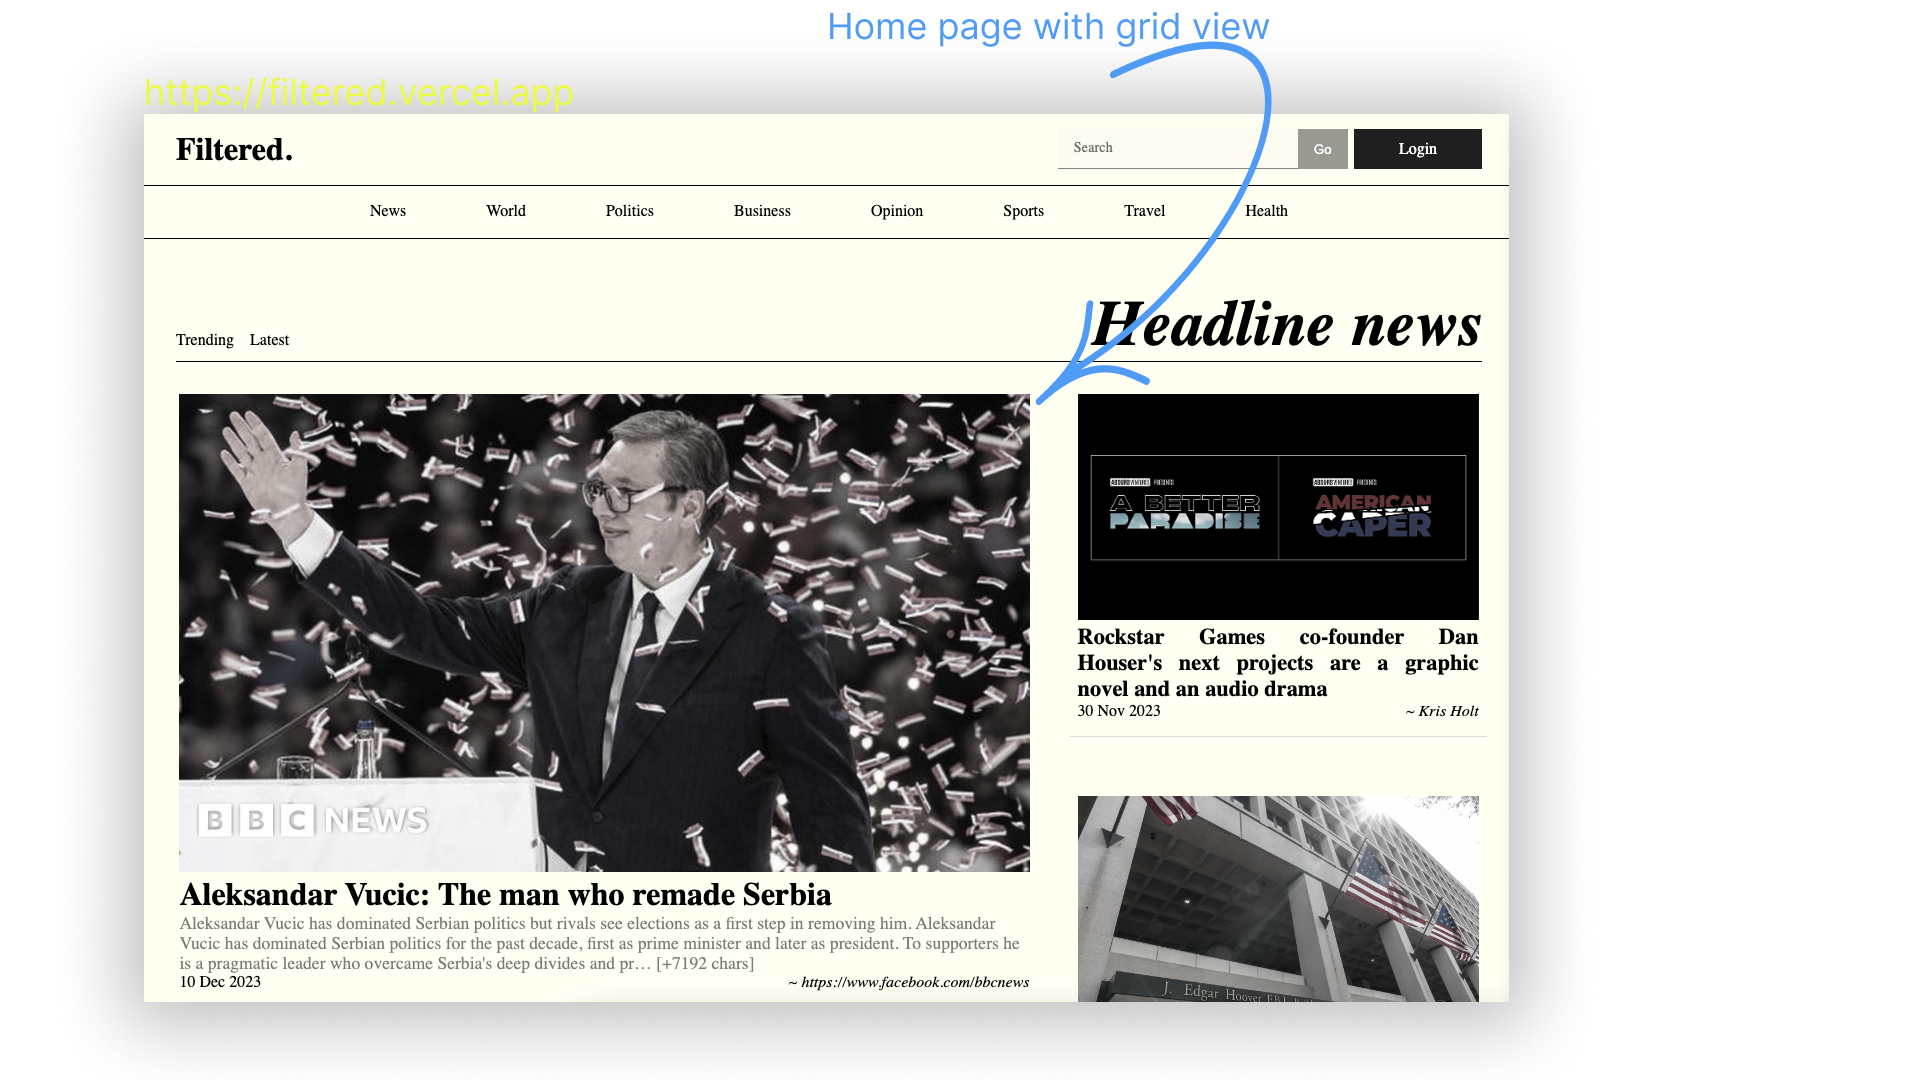 Home page with grid view
https://filtered.vercel.app
Filtered.
Search
Go
Login
News World Politics Business Opinion Sports Travel Health
Headline news
Trending Latest
BBC NEWS
Aleksandar Vucic: The man who remade Serbia
Aleksandar Vucic has dominated Serbian politics but rivals see elections as a first step in removing him. Aleksandar
Vucic has dominated Serbian politics for the past decade, first as prime minister and later as president. To supporters he
is a pragmatic leader who overcame Serbia's deep divides and pr… [+7192 chars]
10 Dec 2023 ~ https://www.facebook.com/bbcnews
ABSURD VENTURES PRESENTS
A BETTER
PARADISE
ABSURD VENTURES PRESENTS
AMERICAN
CAPER
Rockstar Games co-founder Dan
Houser's next projects are a graphic
novel and an audio drama
30 Nov 2023 ~ Kris Holt
J. Edgar Hoover F.B.I.